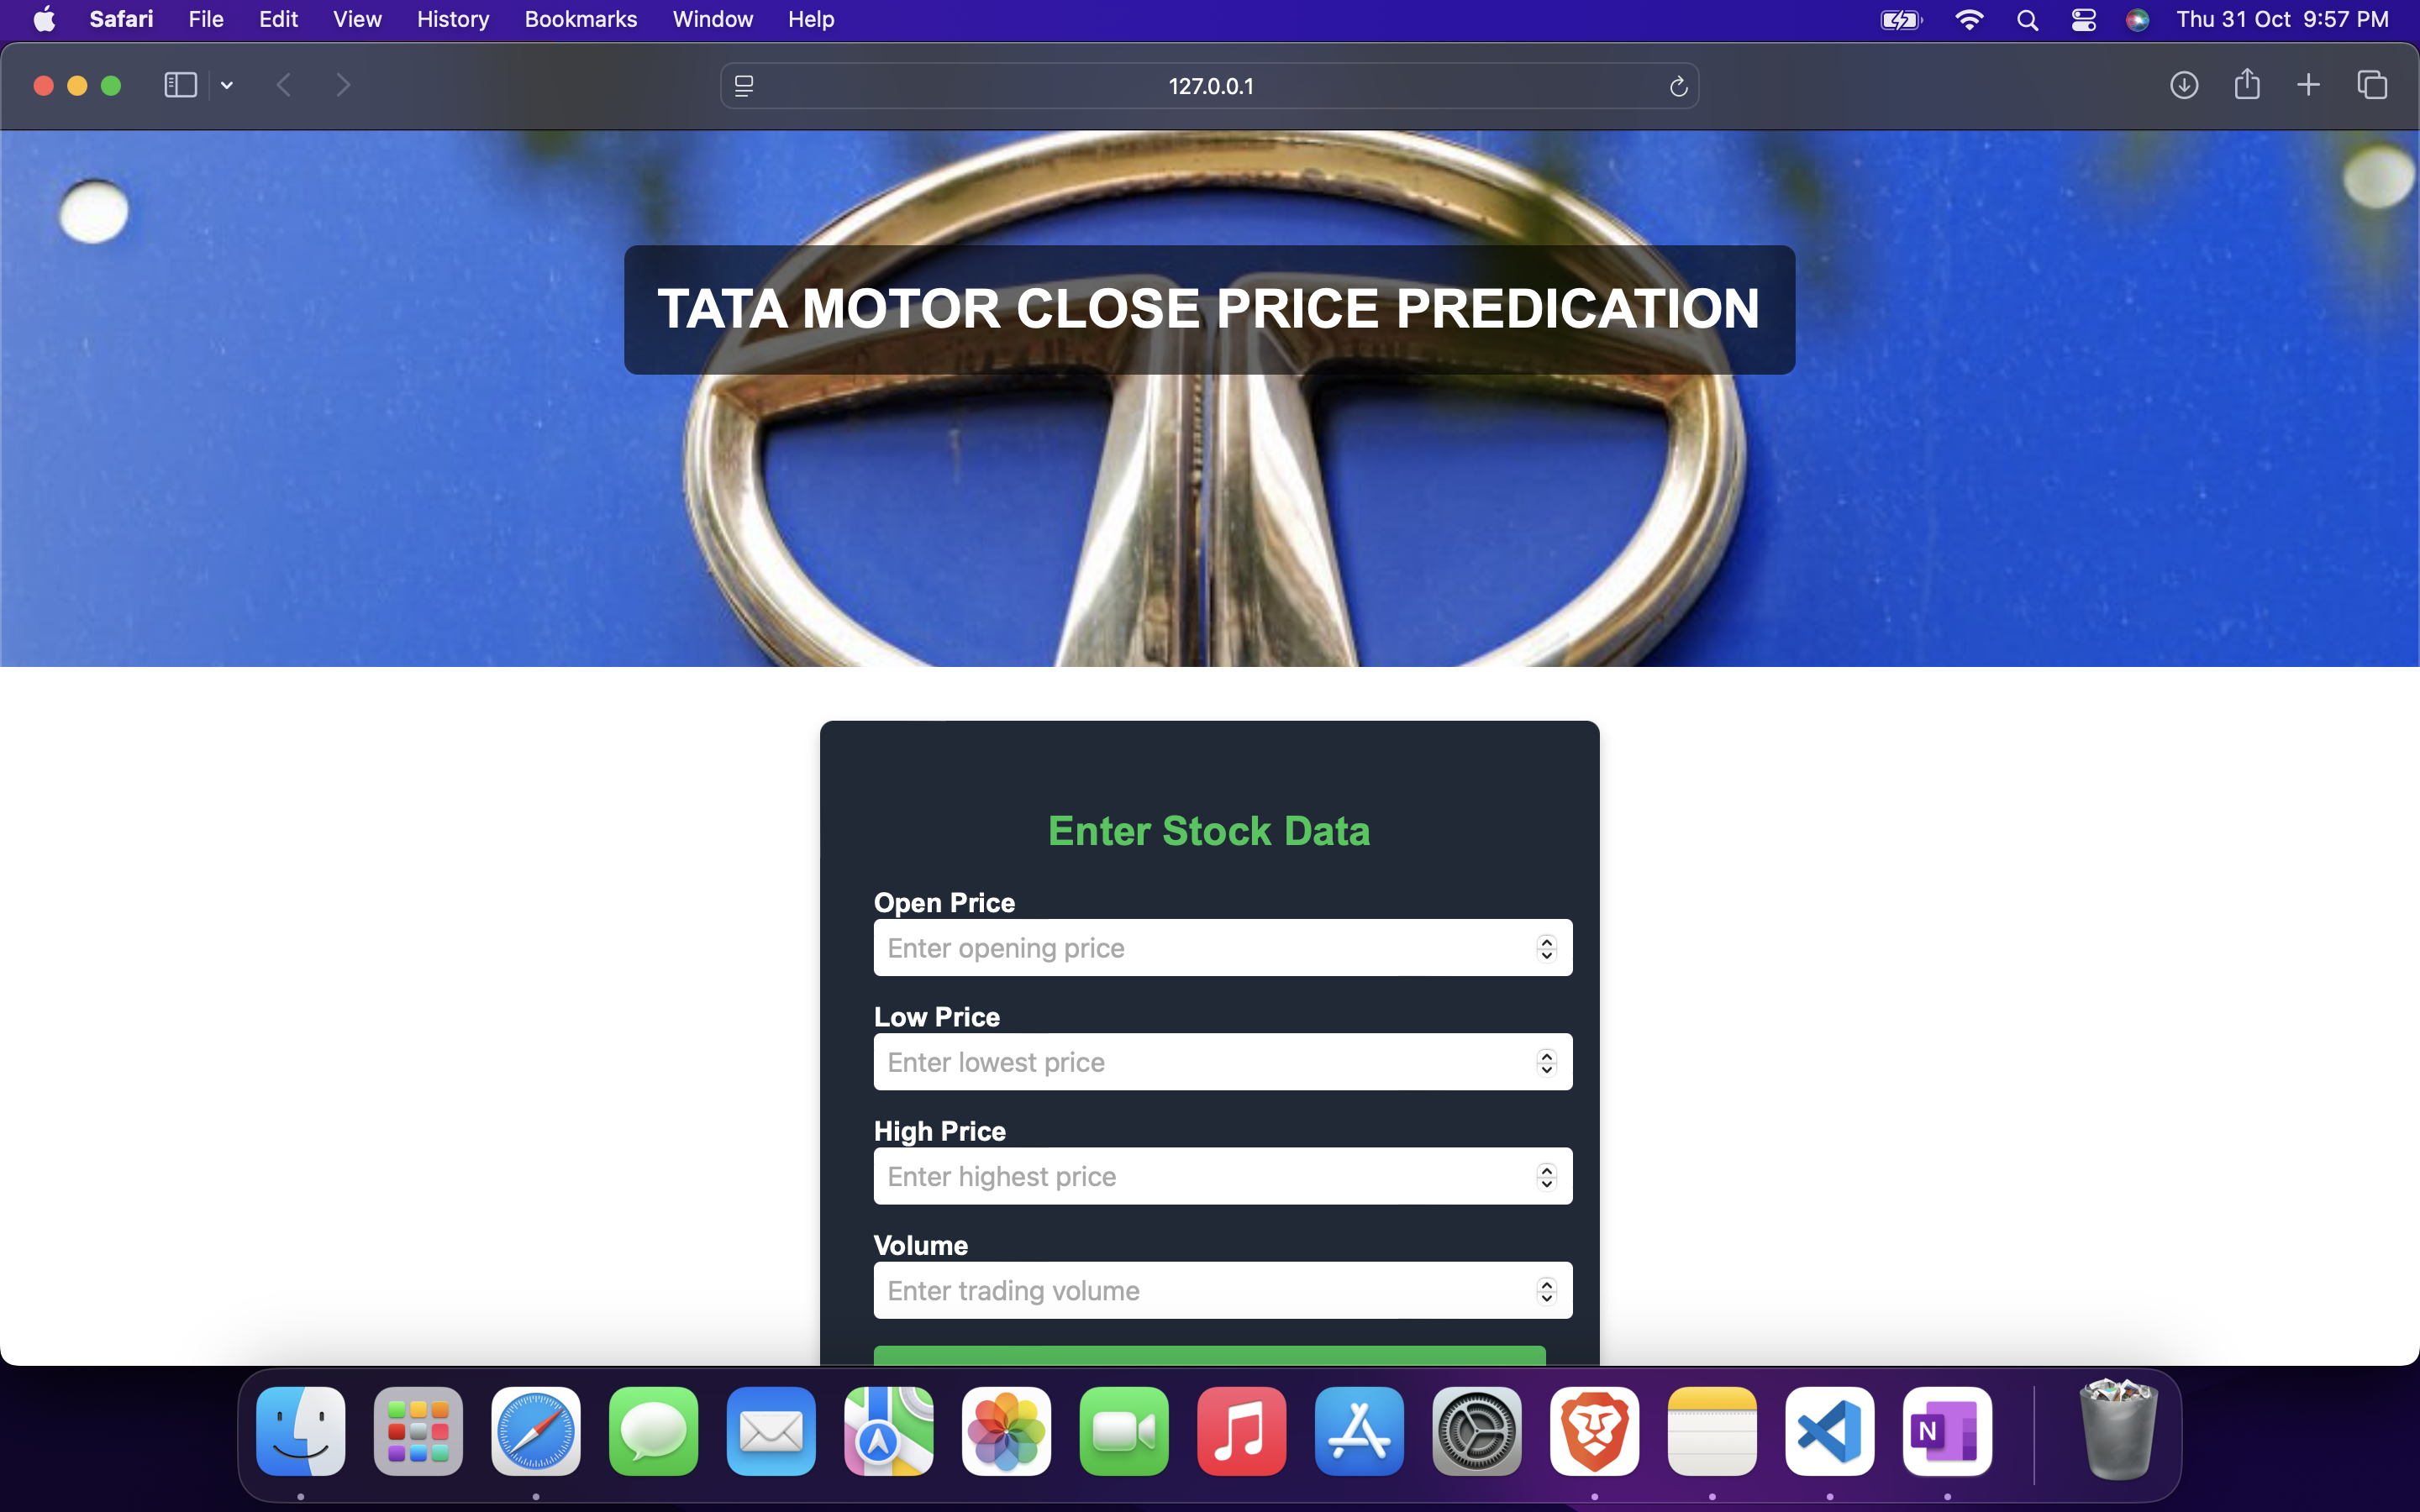 Safari File Edit View History Bookmarks Window Help Thu 31 Oct 9:57 PM
127.0.0.1
TATA MOTOR CLOSE PRICE PREDICATION
Enter Stock Data
Open Price
Enter opening price
Low Price
Enter lowest price
High Price
Enter highest price
Volume
Enter trading volume
N